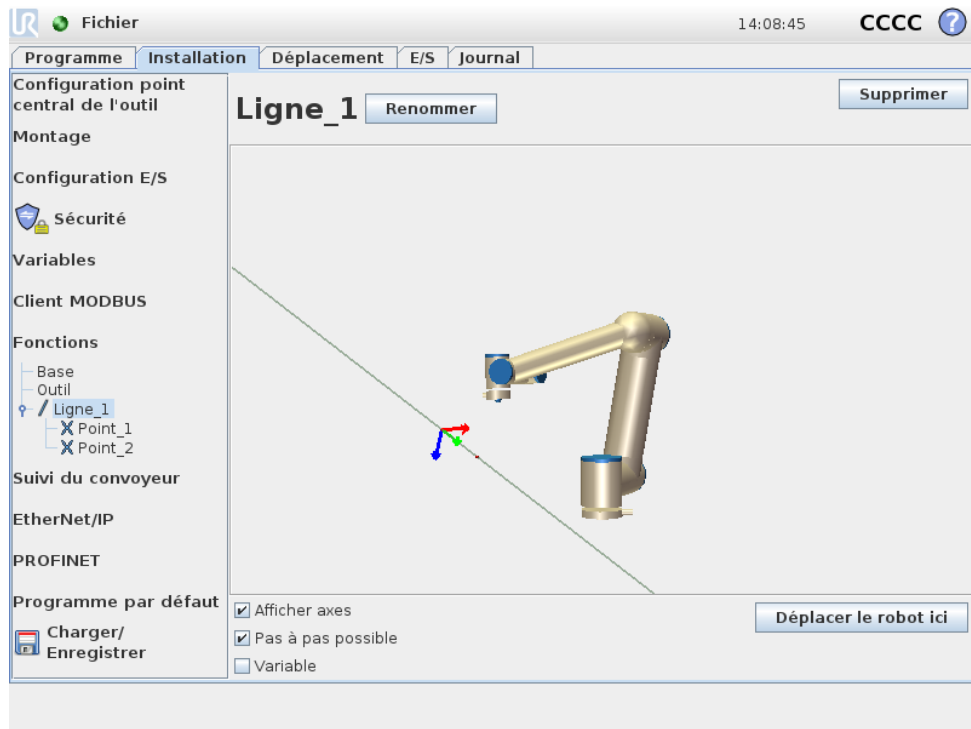 UR Fichier 14:08:45 CCCC ?
Programme Installation Déplacement E/S Journal
Configuration point
central de l'outil
Montage
Configuration E/S
Sécurité
Variables
Client MODBUS
Fonctions
Base
Outil
Ligne_1
Point_1
Point_2
Suivi du convoyeur
EtherNet/IP
PROFINET
Programme par défaut
Charger/
Enregistrer
Ligne_1 Renommer Supprimer
Afficher axes
Pas à pas possible
Variable
Déplacer le robot ici